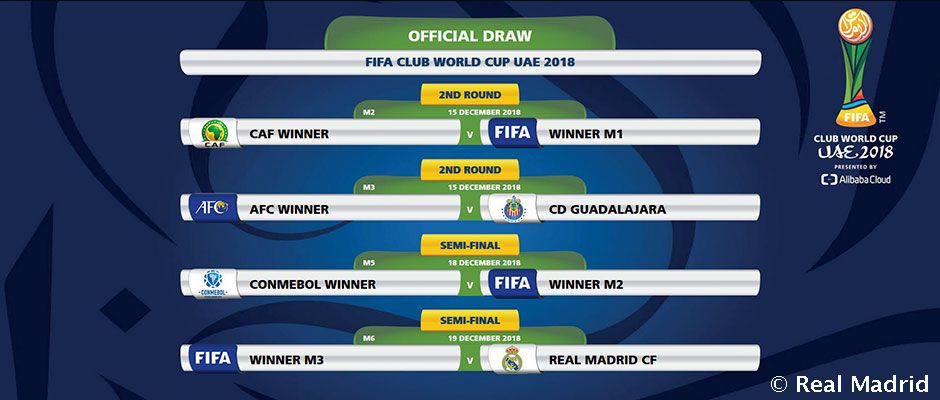 OFFICIAL DRAW
FIFA CLUB WORLD CUP UAE 2018
2ND ROUND
M2 15 DECEMBER 2018
CAF CAF WINNER V FIFA WINNER M1
2ND ROUND
M3 15 DECEMBER 2018
AFC AFC WINNER V CD GUADALAJARA
SEMI-FINAL
M5 18 DECEMBER 2018
CONMEBOL CONMEBOL WINNER V FIFA WINNER M2
SEMI-FINAL
M6 19 DECEMBER 2018
FIFA WINNER M3 V REAL MADRID CF
FIFA TM
CLUB WORLD CUP
UAE 2018
PRESENTED BY
Alibaba Cloud
© Real Madrid